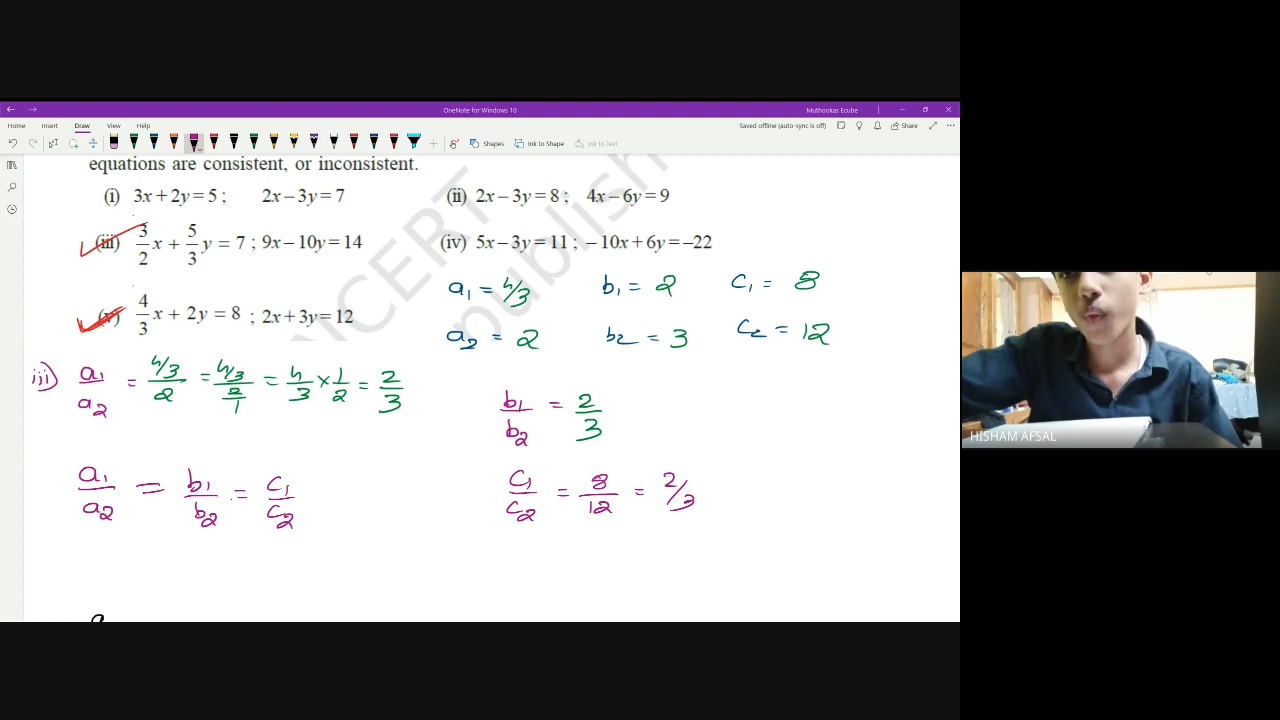 OneNote for Windows 10
Muthookas Ecube
Home Insert Draw View Help
Saved offline (auto-sync is off) Share
Shapes Ink to Shape Ink to Text
equations are consistent, or inconsistent.
(i) 3x + 2y = 5 ; 2x – 3y = 7 (ii) 2x – 3y = 8 ; 4x – 6y = 9
(iii) 3/2 x + 5/3 y = 7 ; 9x – 10y = 14 (iv) 5x – 3y = 11 ; – 10x + 6y = –22
(v) 4/3 x + 2y = 8 ; 2x + 3y = 12
NCERT
publish
a1 = 4/3 b1 = 2 c1 = 8
a2 = 2 b2 = 3 c2 = 12
iii) a1/a2 = 4/3/2 = 4/3/2/1 = 4/3 × 1/2 = 2/3
b1/b2 = 2/3
a1/a2 = b1/b2 = c1/c2
c1/c2 = 8/12 = 2/3
HISHAM AFSAL